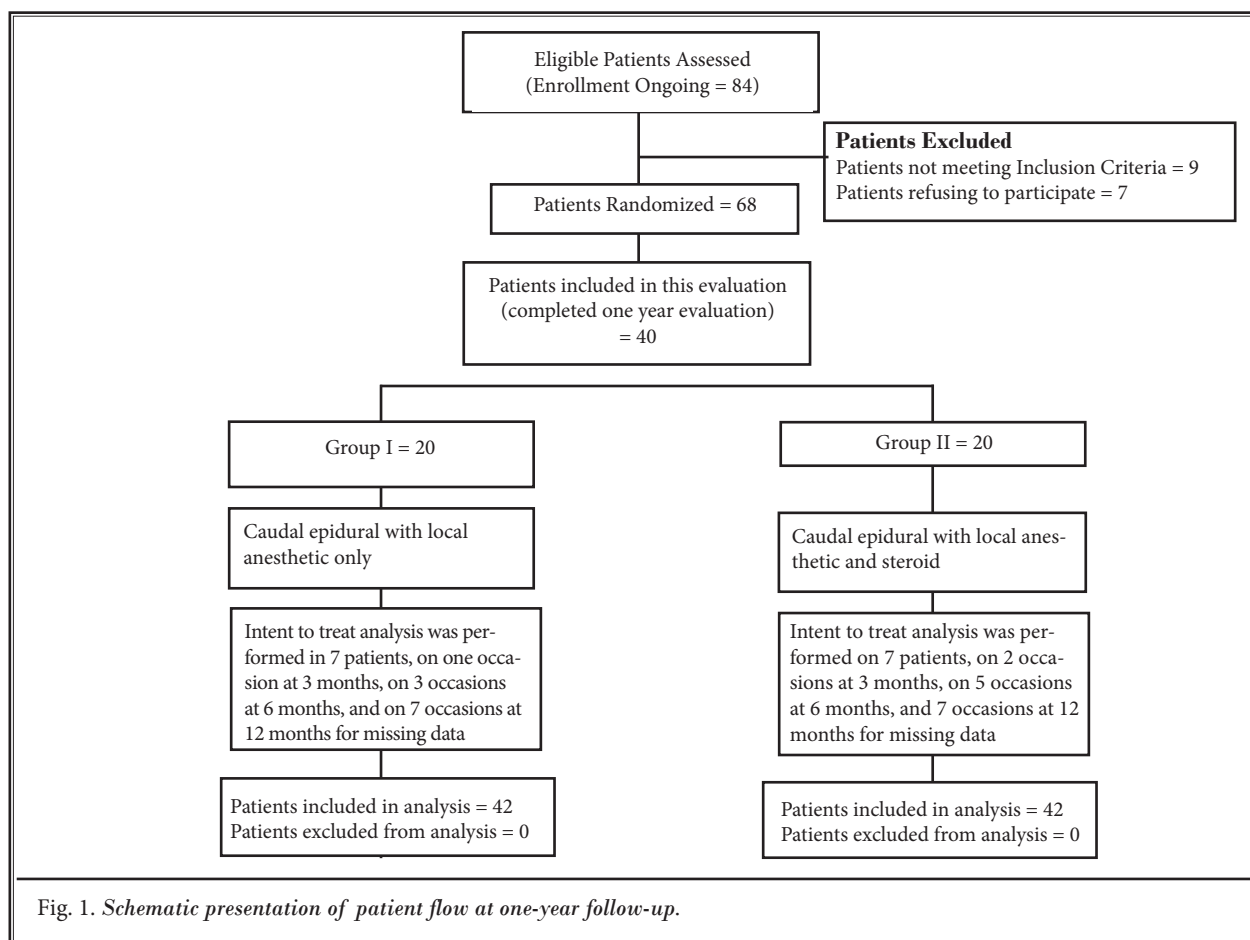 Eligible Patients Assessed
(Enrollment Ongoing = 84)
Patients Excluded
Patients not meeting Inclusion Criteria = 9
Patients refusing to participate = 7
Patients Randomized = 68
Patients included in this evaluation
(completed one year evaluation)
= 40
Group I = 20
Caudal epidural with local
anesthetic only
Intent to treat analysis was per-
formed in 7 patients, on one occa-
sion at 3 months, on 3 occasions
at 6 months, and on 7 occasions at
12 months for missing data
Patients included in analysis = 42
Patients excluded from analysis = 0
Group II = 20
Caudal epidural with local anes-
thetic and steroid
Intent to treat analysis was per-
formed on 7 patients, on 2 occa-
sions at 3 months, on 5 occasions
at 6 months, and 7 occasions at 12
months for missing data
Patients included in analysis = 42
Patients excluded from analysis = 0
Fig. 1. Schematic presentation of patient flow at one-year follow-up.